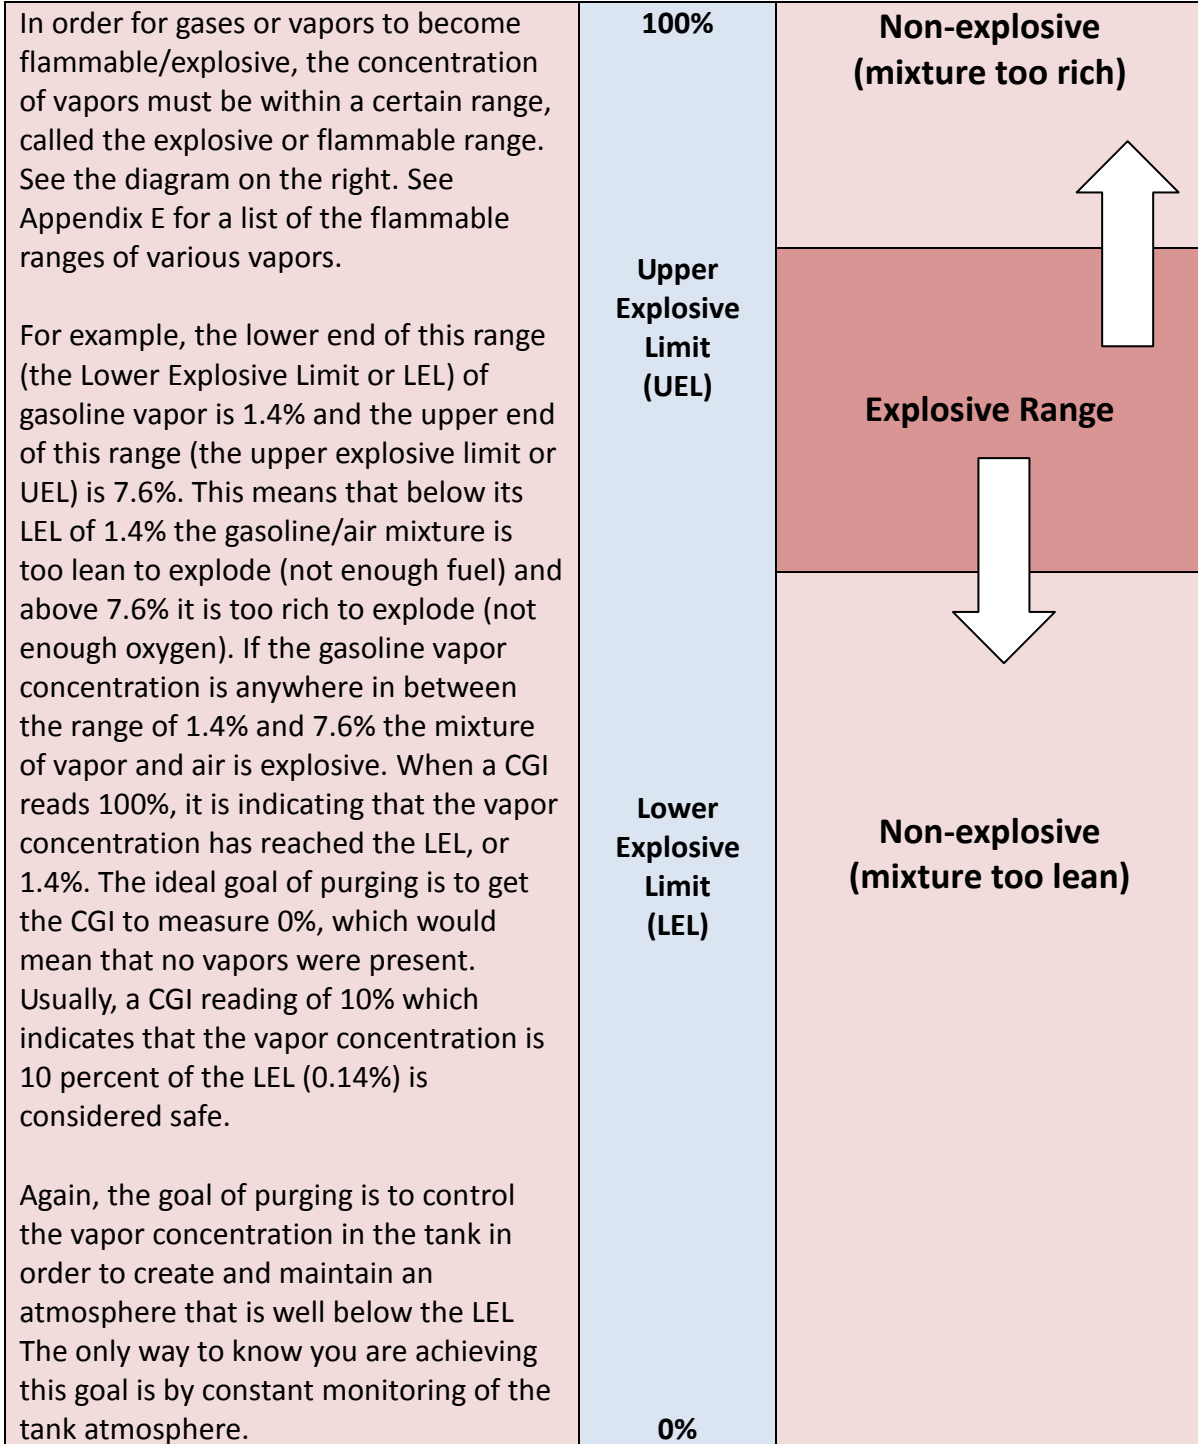 In order for gases or vapors to become
flammable/explosive, the concentration
of vapors must be within a certain range,
called the explosive or flammable range.
See the diagram on the right. See
Appendix E for a list of the flammable
ranges of various vapors.
For example, the lower end of this range
(the Lower Explosive Limit or LEL) of
gasoline vapor is 1.4% and the upper end
of this range (the upper explosive limit or
UEL) is 7.6%. This means that below its
LEL of 1.4% the gasoline/air mixture is
too lean to explode (not enough fuel) and
above 7.6% it is too rich to explode (not
enough oxygen). If the gasoline vapor
concentration is anywhere in between
the range of 1.4% and 7.6% the mixture
of vapor and air is explosive. When a CGI
reads 100%, it is indicating that the vapor
concentration has reached the LEL, or
1.4%. The ideal goal of purging is to get
the CGI to measure 0%, which would
mean that no vapors were present.
Usually, a CGI reading of 10% which
indicates that the vapor concentration is
10 percent of the LEL (0.14%) is
considered safe.
Again, the goal of purging is to control
the vapor concentration in the tank in
order to create and maintain an
atmosphere that is well below the LEL
The only way to know you are achieving
this goal is by constant monitoring of the
tank atmosphere.
100%
Upper
Explosive
Limit
(UEL)
Lower
Explosive
Limit
(LEL)
0%
Non-explosive
(mixture too rich)
Explosive Range
Non-explosive
(mixture too lean)